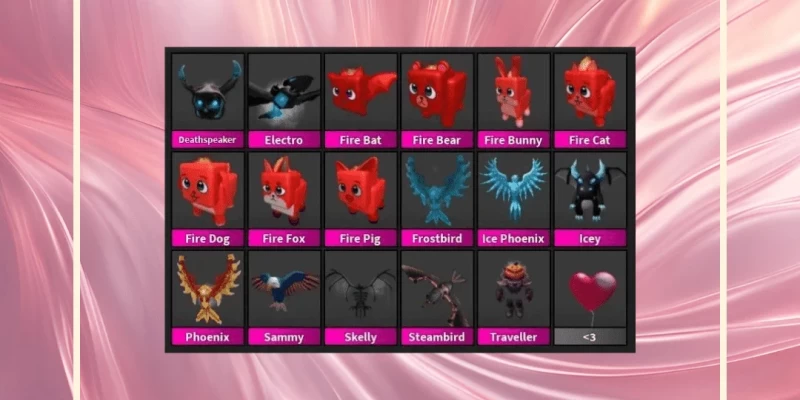 Deathspeaker
Electro
Fire Bat
Fire Bear
Fire Bunny
Fire Cat
Fire Dog
Fire Fox
Fire Pig
Frostbird
Ice Phoenix
Icey
Phoenix
Sammy
Skelly
Steambird
Traveller
<3